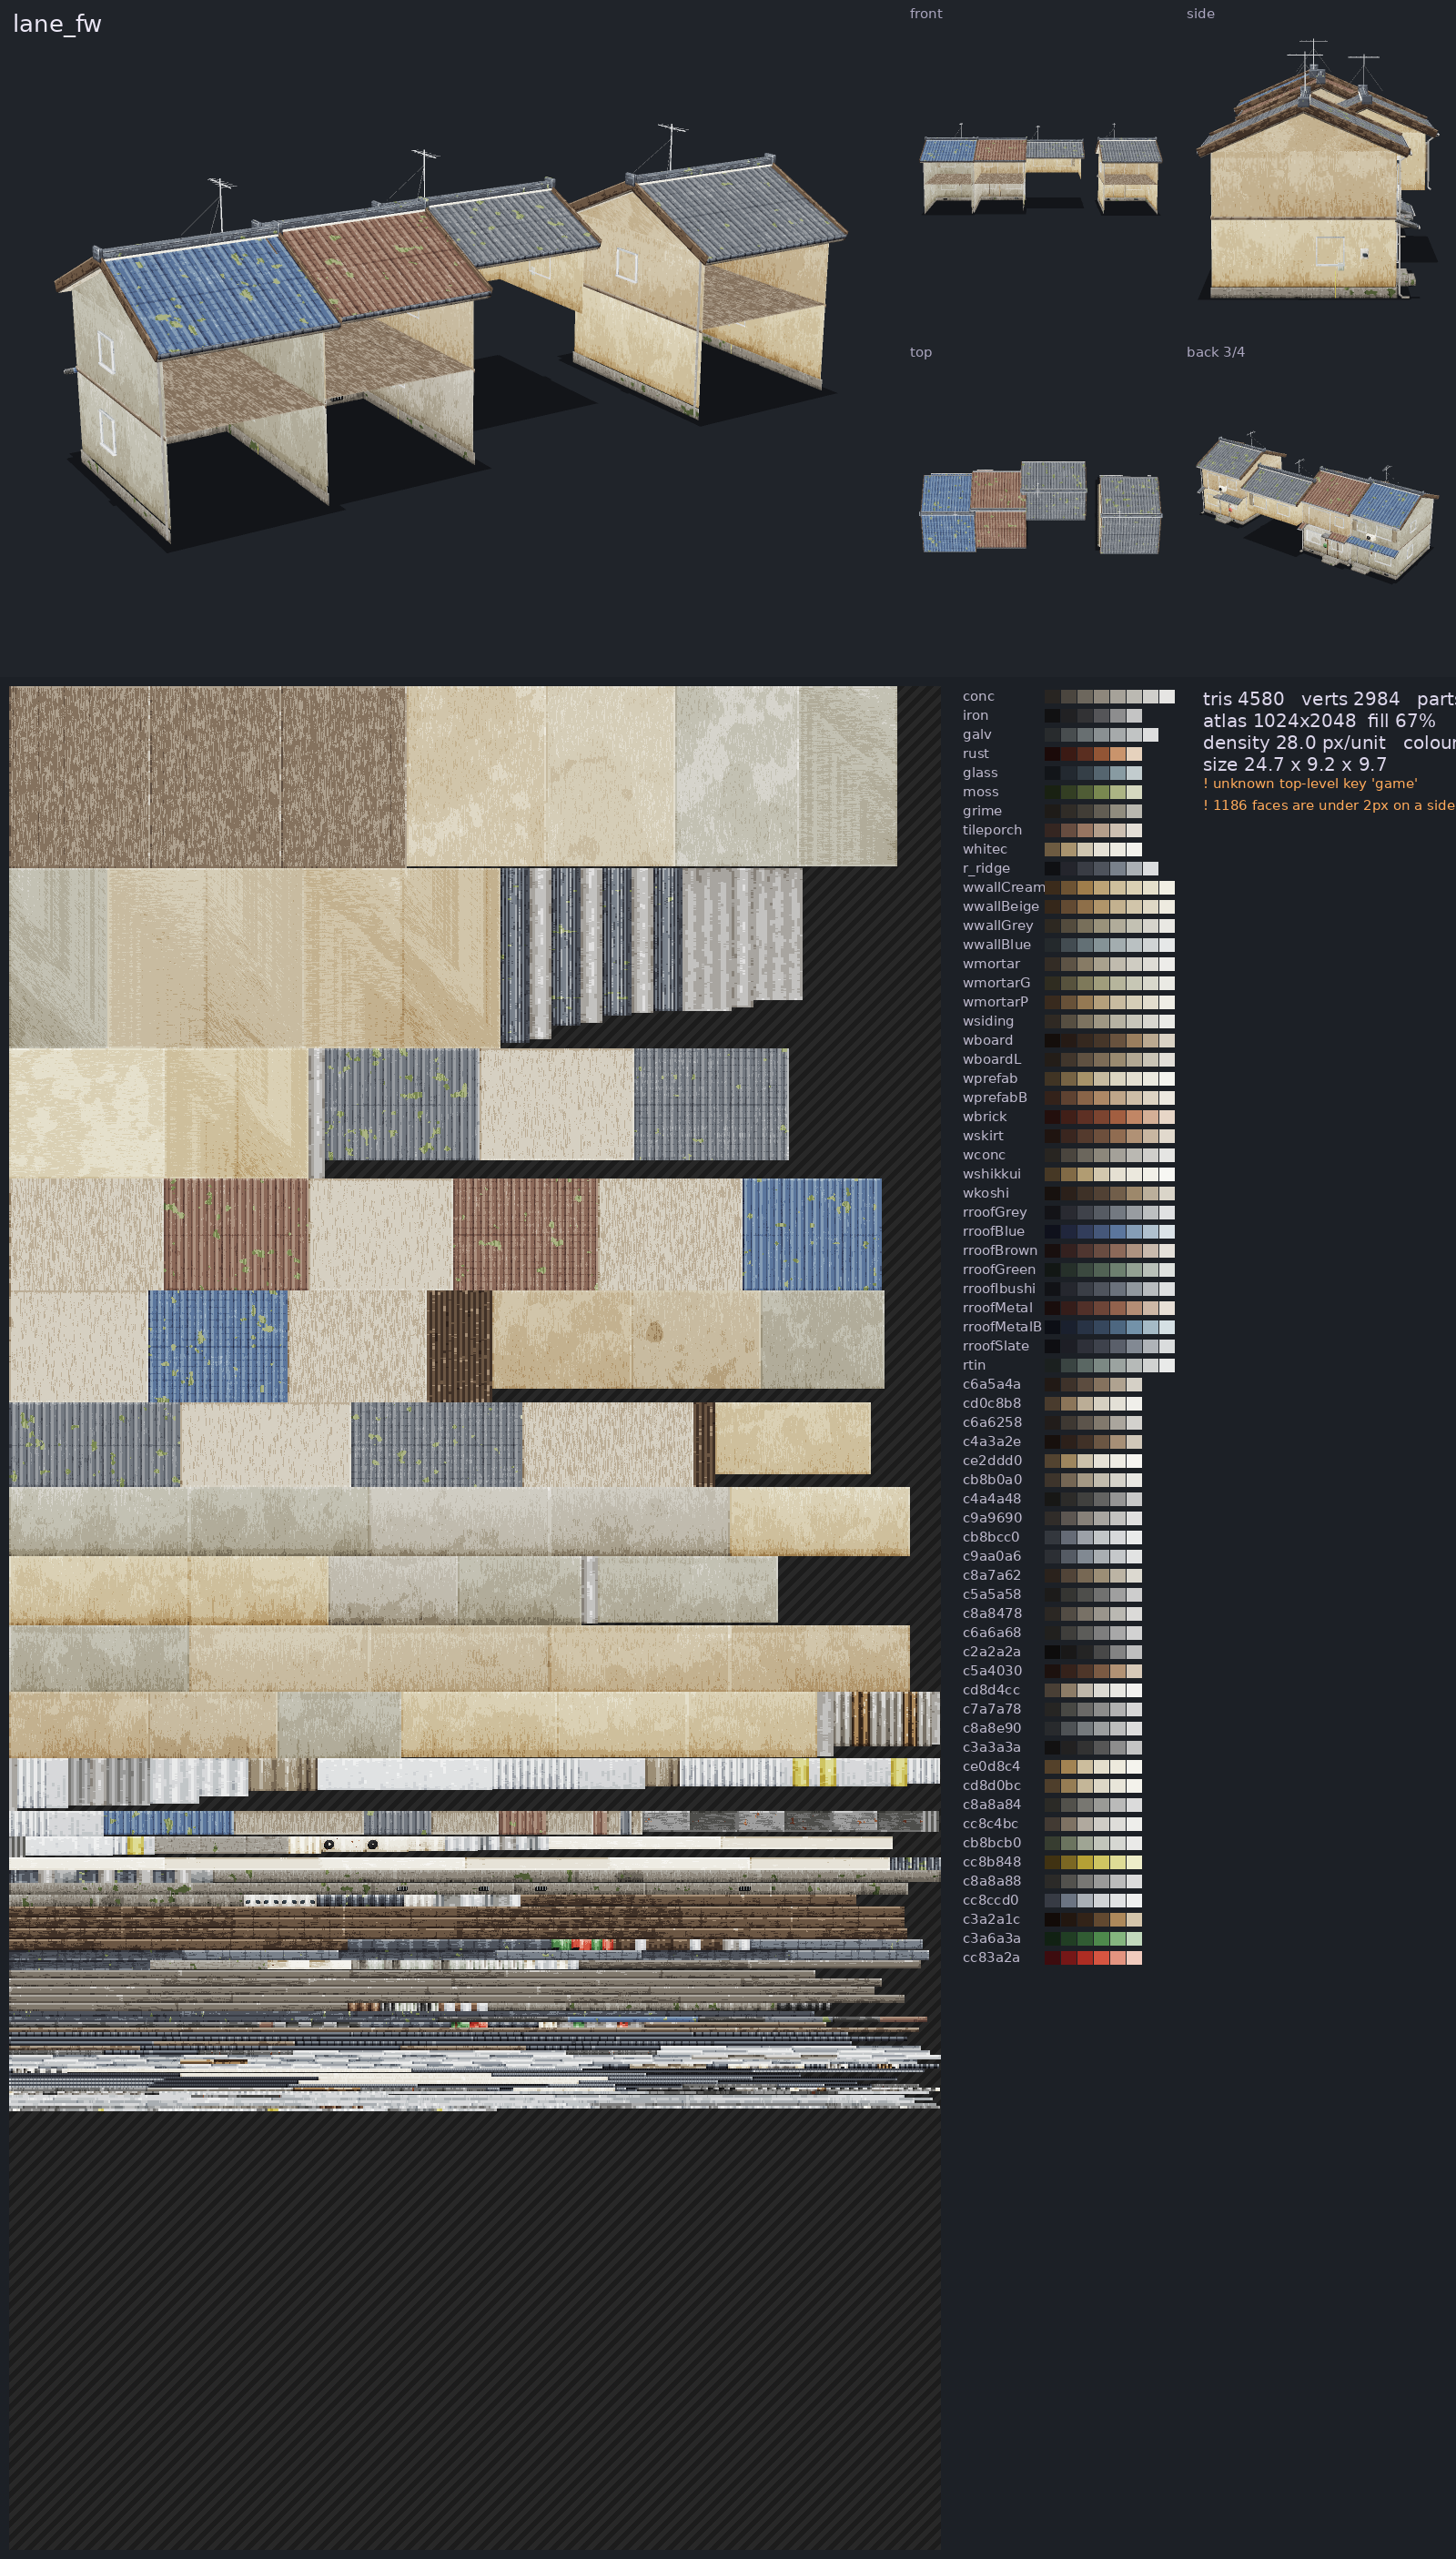 lane_fw
front
side
top
back 3/4
conc
iron
galv
rust
glass
moss
grime
tileporch
whitec
r_ridge
wwallCream
wwallBeige
wwallGrey
wwallBlue
wmortar
wmortarG
wmortarP
wsiding
wboard
wboardL
wprefab
wprefabB
wbrick
wskirt
wconc
wshikkui
wkoshi
rroofGrey
rroofBlue
rroofBrown
rroofGreen
rroofIbushi
rroofMetal
rroofMetalB
rroofSlate
rtin
c6a5a4a
cd0c8b8
c6a6258
c4a3a2e
ce2ddd0
cb8b0a0
c4a4a48
c9a9690
cb8bcc0
c9aa0a6
c8a7a62
c5a5a58
c8a8478
c6a6a68
c2a2a2a
c5a4030
cd8d4cc
c7a7a78
c8a8e90
c3a3a3a
ce0d8c4
cd8d0bc
c8a8a84
cc8c4bc
cb8bcb0
cc8b848
c8a8a88
cc8ccd0
c3a2a1c
c3a6a3a
cc83a2a
tris 4580 verts 2984 parts
atlas 1024x2048 fill 67%
density 28.0 px/unit colour
size 24.7 x 9.2 x 9.7
! unknown top-level key 'game'
! 1186 faces are under 2px on a side